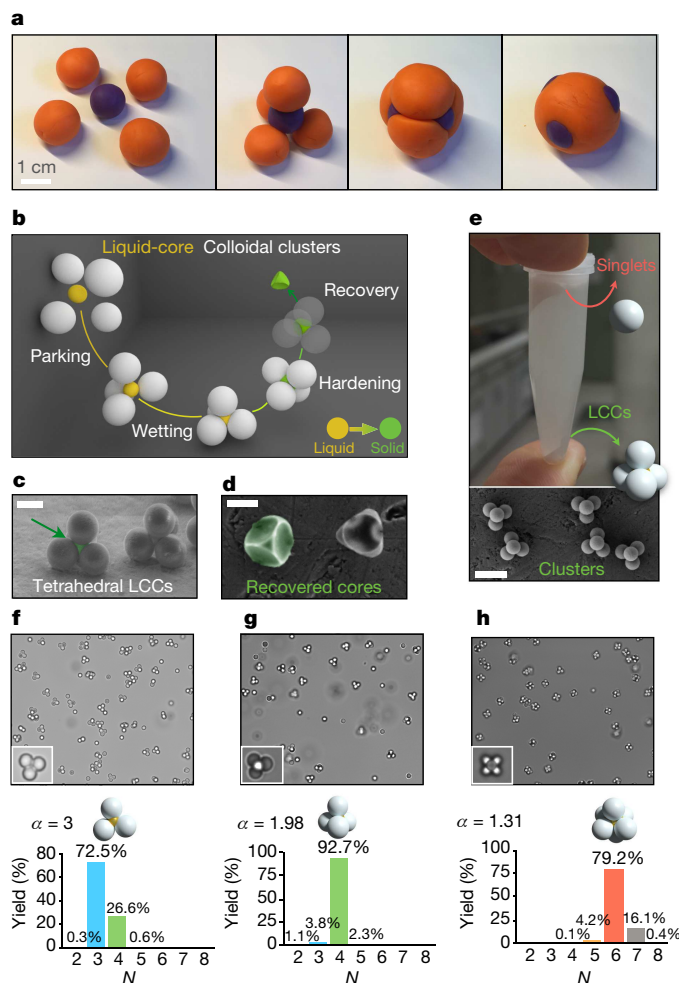 a
1 cm
b
Liquid-core Colloidal clusters
Recovery
Parking
Hardening
Wetting
Liquid
Solid
e
Singlets
LCCs
Clusters
c
Tetrahedral LCCs
d
Recovered cores
f
g
h
α = 3
72.5%
26.6%
0.3%
0.6%
Yield (%)
80
60
40
20
0
2 3 4 5 6 7 8
N
α = 1.98
92.7%
3.8%
1.1%
2.3%
Yield (%)
100
75
50
25
0
2 3 4 5 6 7 8
N
α = 1.31
79.2%
4.2%
16.1%
0.1%
0.4%
Yield (%)
100
75
50
25
0
2 3 4 5 6 7 8
N